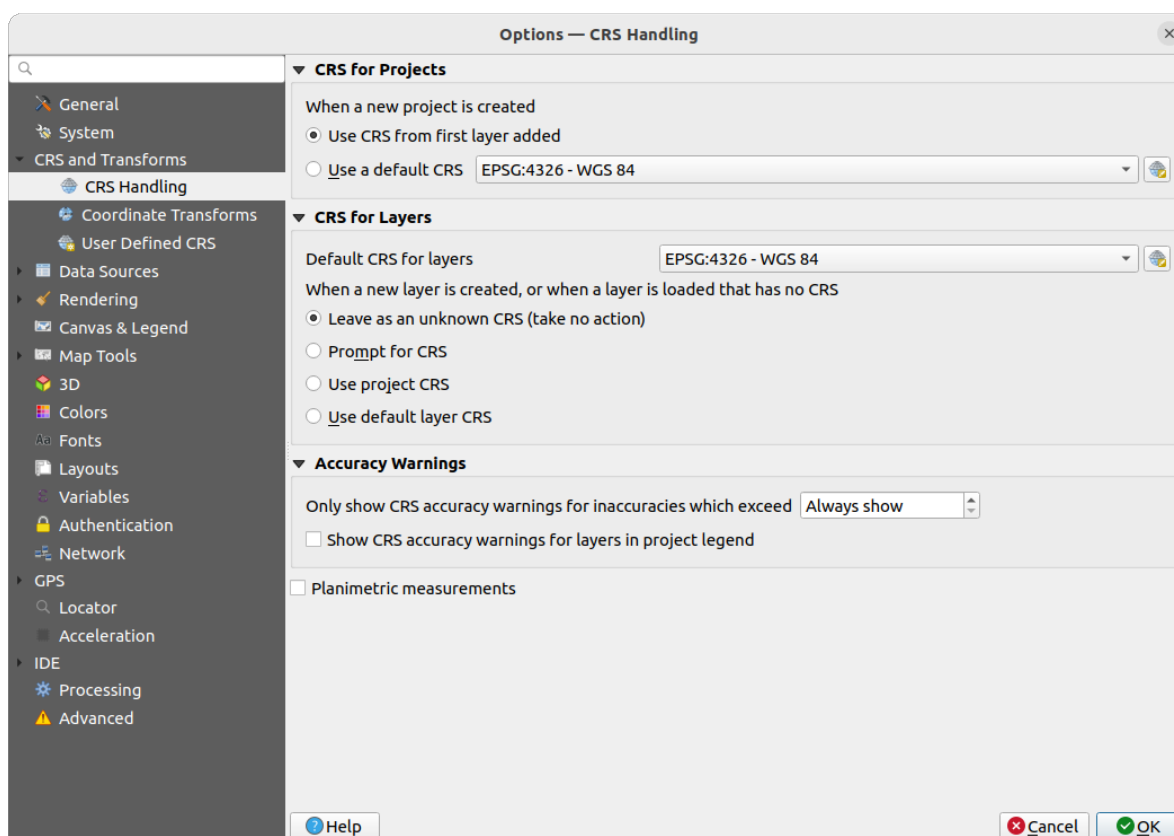 Options — CRS Handling
General
System
CRS and Transforms
CRS Handling
Coordinate Transforms
User Defined CRS
Data Sources
Rendering
Canvas & Legend
Map Tools
3D
Colors
Aa Fonts
Layouts
ε Variables
Authentication
Network
GPS
Locator
Acceleration
IDE
Processing
Advanced
CRS for Projects
When a new project is created
Use CRS from first layer added
Use a default CRS EPSG:4326 - WGS 84
CRS for Layers
Default CRS for layers EPSG:4326 - WGS 84
When a new layer is created, or when a layer is loaded that has no CRS
Leave as an unknown CRS (take no action)
Prompt for CRS
Use project CRS
Use default layer CRS
Accuracy Warnings
Only show CRS accuracy warnings for inaccuracies which exceed Always show
Show CRS accuracy warnings for layers in project legend
Planimetric measurements
Help Cancel OK